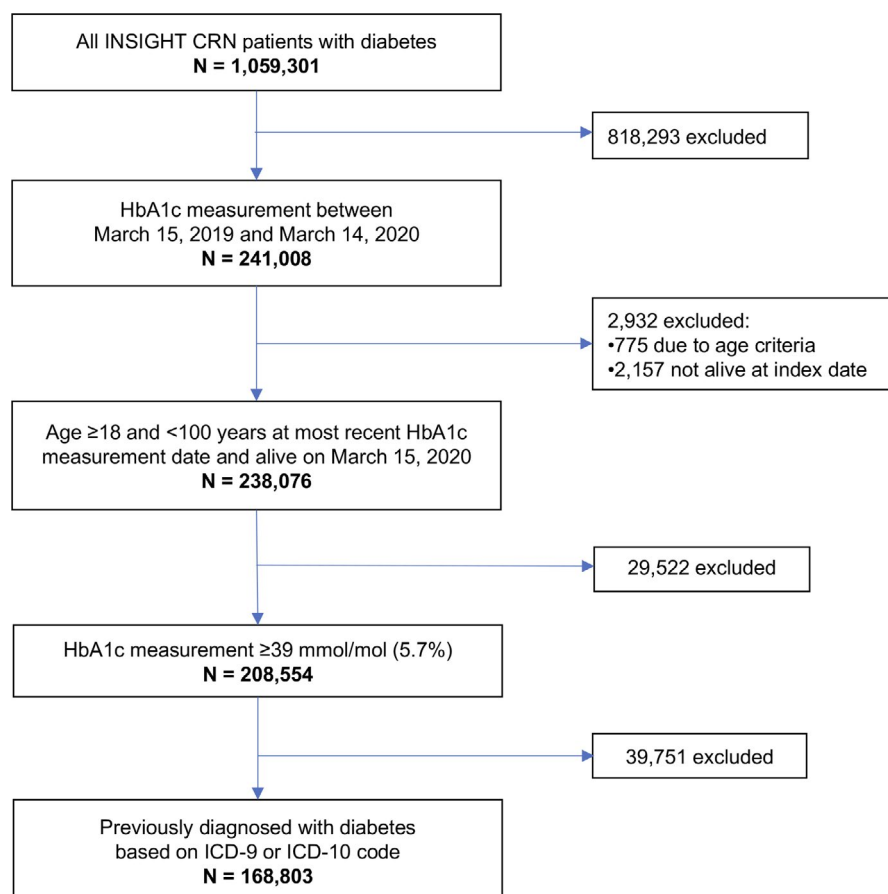 All INSIGHT CRN patients with diabetes
N = 1,059,301
818,293 excluded
HbA1c measurement between
March 15, 2019 and March 14, 2020
N = 241,008
2,932 excluded:
•775 due to age criteria
•2,157 not alive at index date
Age ≥18 and <100 years at most recent HbA1c
measurement date and alive on March 15, 2020
N = 238,076
29,522 excluded
HbA1c measurement ≥39 mmol/mol (5.7%)
N = 208,554
39,751 excluded
Previously diagnosed with diabetes
based on ICD-9 or ICD-10 code
N = 168,803